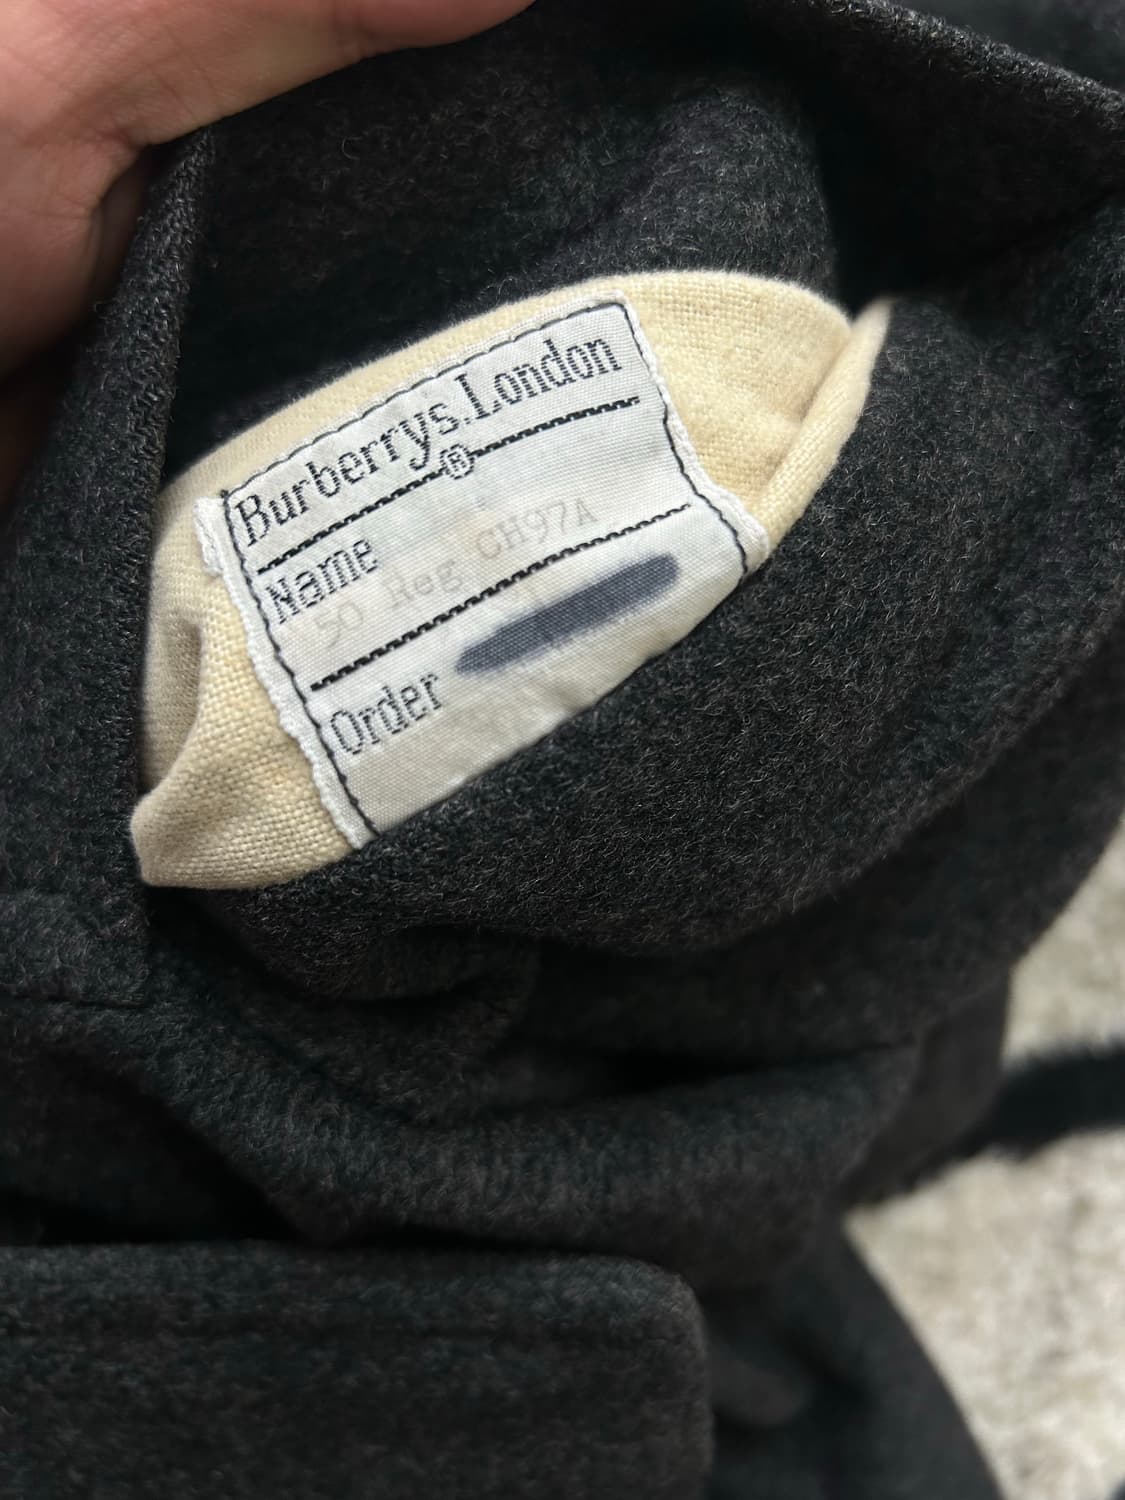 Burberrys. London
®
Name
50 Reg CH97A
Order